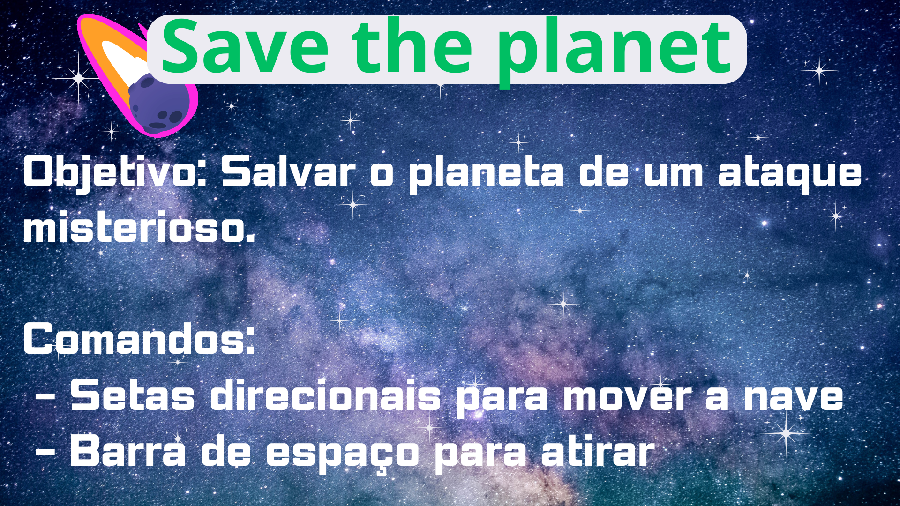 Save the planet
Objetivo: Salvar o planeta de um ataque
misterioso.
Comandos:
- Setas direcionais para mover a nave
- Barra de espaço para atirar